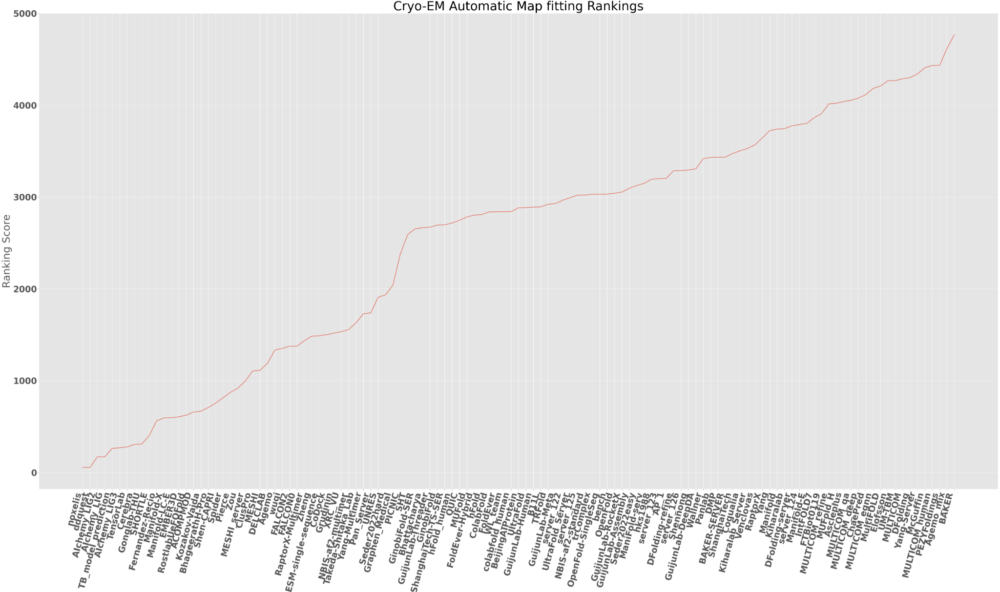 Cryo-EM Automatic Map fitting Rankings
5000
4000
3000
2000
1000
0
Ranking Score
noxelis
ddquest
Alchemy_LIG2
Alchemy_LIG
TB_model_prediction
Alchemy_LIG3
TensorLab
Cerebra
Gonglab-THU
SHORTLE
Fernandez-Recio
Manifold-X
Manifold-LC-E
EMBER3D
RostlabUeFOFold
ACOMPMOD
Kozakov-Vajda
BhageerathH-Pro
Shen-CAPRI
Spider
Pierce
Zou
MESHI_server
ClusPro
MESHI
DELCLAB
Agemo
wuqi
FALCON2
FALCON0
RaptorX-Multimer
Zheng
ESM-single-sequence
CoDock
Grudinin
XRC_VU
NBIS-af2-multimer
Takeda-Shitaka_Lab
Yang-Multimer
Pan_Server
UNRES
Seder2022hard
Graphen_Medical
PICNIC
SHT
GinobiFold-SER
Bhattacharya
GuijunLab-Threader
GinobiFold
ShanghaiTech-TS-SER
hFold_human
QUIC
MUFold
FoldEver-Hybrid
hFold
ColabFold
FoldEver
WL_team
colabfold_human
BeijingAIProtein
UltraFold
GuijunLab-Human
B11L
TRFold
GuijunLab-Meta
server_122
UltraFold_Server
server_125
NBIS-af2-standard
trComplex
OpenFold-SingleSeq
bench
OpenFold
GuijunLab-RocketX
GuijunLab-Assembly
Seder2022easy
ManiFold-serv
hks1988
server_123
AP_1
DFolding-refine
server_126
Shennong
GuijunLab-DeepDA
Wallner
Panlab
DMP
BAKER-SERVER
ShanghaiTech
Coqualia
Kiharalab_Server
Venclovas
RaptorX
Yang
Manifold
Kiharalab
DFolding-server
server_124
Manifold-E
IntFOLD7
FTBiot0119
MULTICOM_refine
MUFold_H
Asclepius
MULTICOM_qa
MULTICOM_deep
ChaePred
MULTICOM_egnn
MultiFOLD
Elofsson
UM-TBM
MULTICOM
DFolding
Yang-Server
McGuffin
MULTICOM_human
PEZYFoldings
Agemo_mix
BAKER